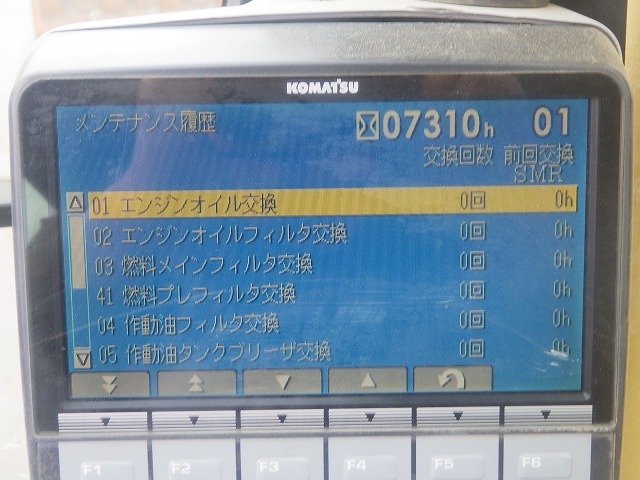 KOMATSU
メンテナンス履歴 07310h 01
交換回数 前回交換
SMR
01 エンジンオイル交換 0回 0h
02 エンジンオイルフィルタ交換 0回 0h
03 燃料メインフィルタ交換 0回 0h
41 燃料プレフィルタ交換 0回 0h
04 作動油フィルタ交換 0回 0h
05 作動油タンクブリーザ交換 0回 0h
F1 F2 F3 F4 F5 F6